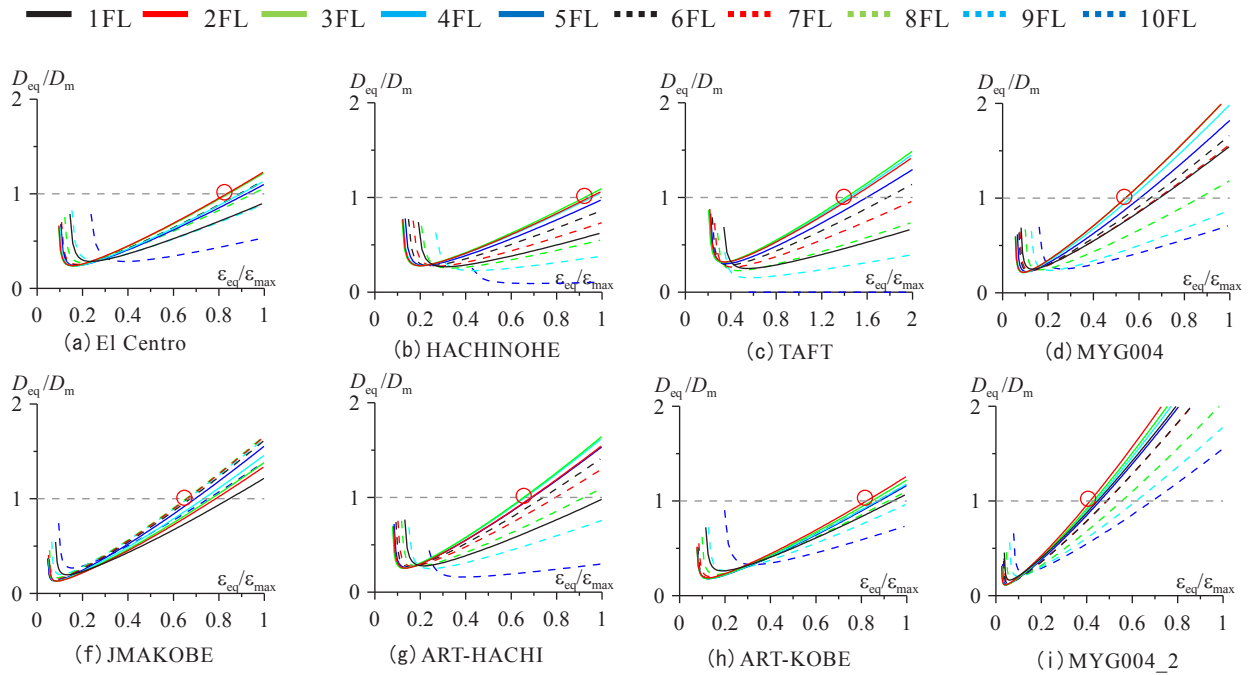 1FL 2FL 3FL 4FL 5FL 6FL 7FL 8FL 9FL 10FL
Deq/Dm
2
1
0
0 0.2 0.4 0.6 0.8 1
εeq/εmax
(a) El Centro
Deq/Dm
2
1
0
0 0.2 0.4 0.6 0.8 1
εeq/εmax
(b) HACHINOHE
Deq/Dm
2
1
0
0 0.4 0.8 1.2 1.6 2
εeq/εmax
(c) TAFT
Deq/Dm
2
1
0
0 0.2 0.4 0.6 0.8 1
εeq/εmax
(d) MYG004
Deq/Dm
2
1
0
0 0.2 0.4 0.6 0.8 1
εeq/εmax
(f) JMAKOBE
Deq/Dm
2
1
0
0 0.2 0.4 0.6 0.8 1
εeq/εmax
(g) ART-HACHI
Deq/Dm
2
1
0
0 0.2 0.4 0.6 0.8 1
εeq/εmax
(h) ART-KOBE
Deq/Dm
2
1
0
0 0.2 0.4 0.6 0.8 1
εeq/εmax
(i) MYG004_2